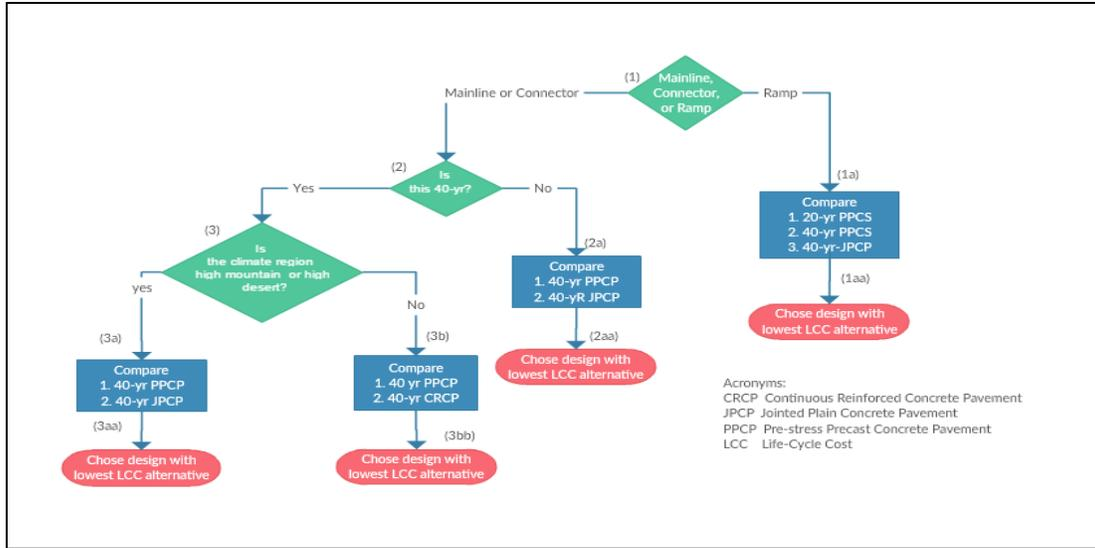 (1)
Mainline,
Connector,
or Ramp
Mainline or Connector
Ramp
(2)
Is
this 40-yr?
Yes
No
(1a)
Compare
1. 20-yr PPCS
2. 40-yr PPCS
3. 40-yr-JPCP
(1aa)
Chose design with
lowest LCC alternative
(3)
Is
the climate region
high mountain or high
desert?
yes
No
(2a)
Compare
1. 40-yr PPCP
2. 40-yR JPCP
(2aa)
Chose design with
lowest LCC alternative
(3a)
Compare
1. 40-yr PPCP
2. 40-yr JPCP
(3aa)
Chose design with
lowest LCC alternative
(3b)
Compare
1. 40 yr PPCP
2. 40-yr CRCP
(3bb)
Chose design with
lowest LCC alternative
Acronyms:
CRCP Continuous Reinforced Concrete Pavement
JPCP Jointed Plain Concrete Pavement
PPCP Pre-stress Precast Concrete Pavement
LCC Life-Cycle Cost